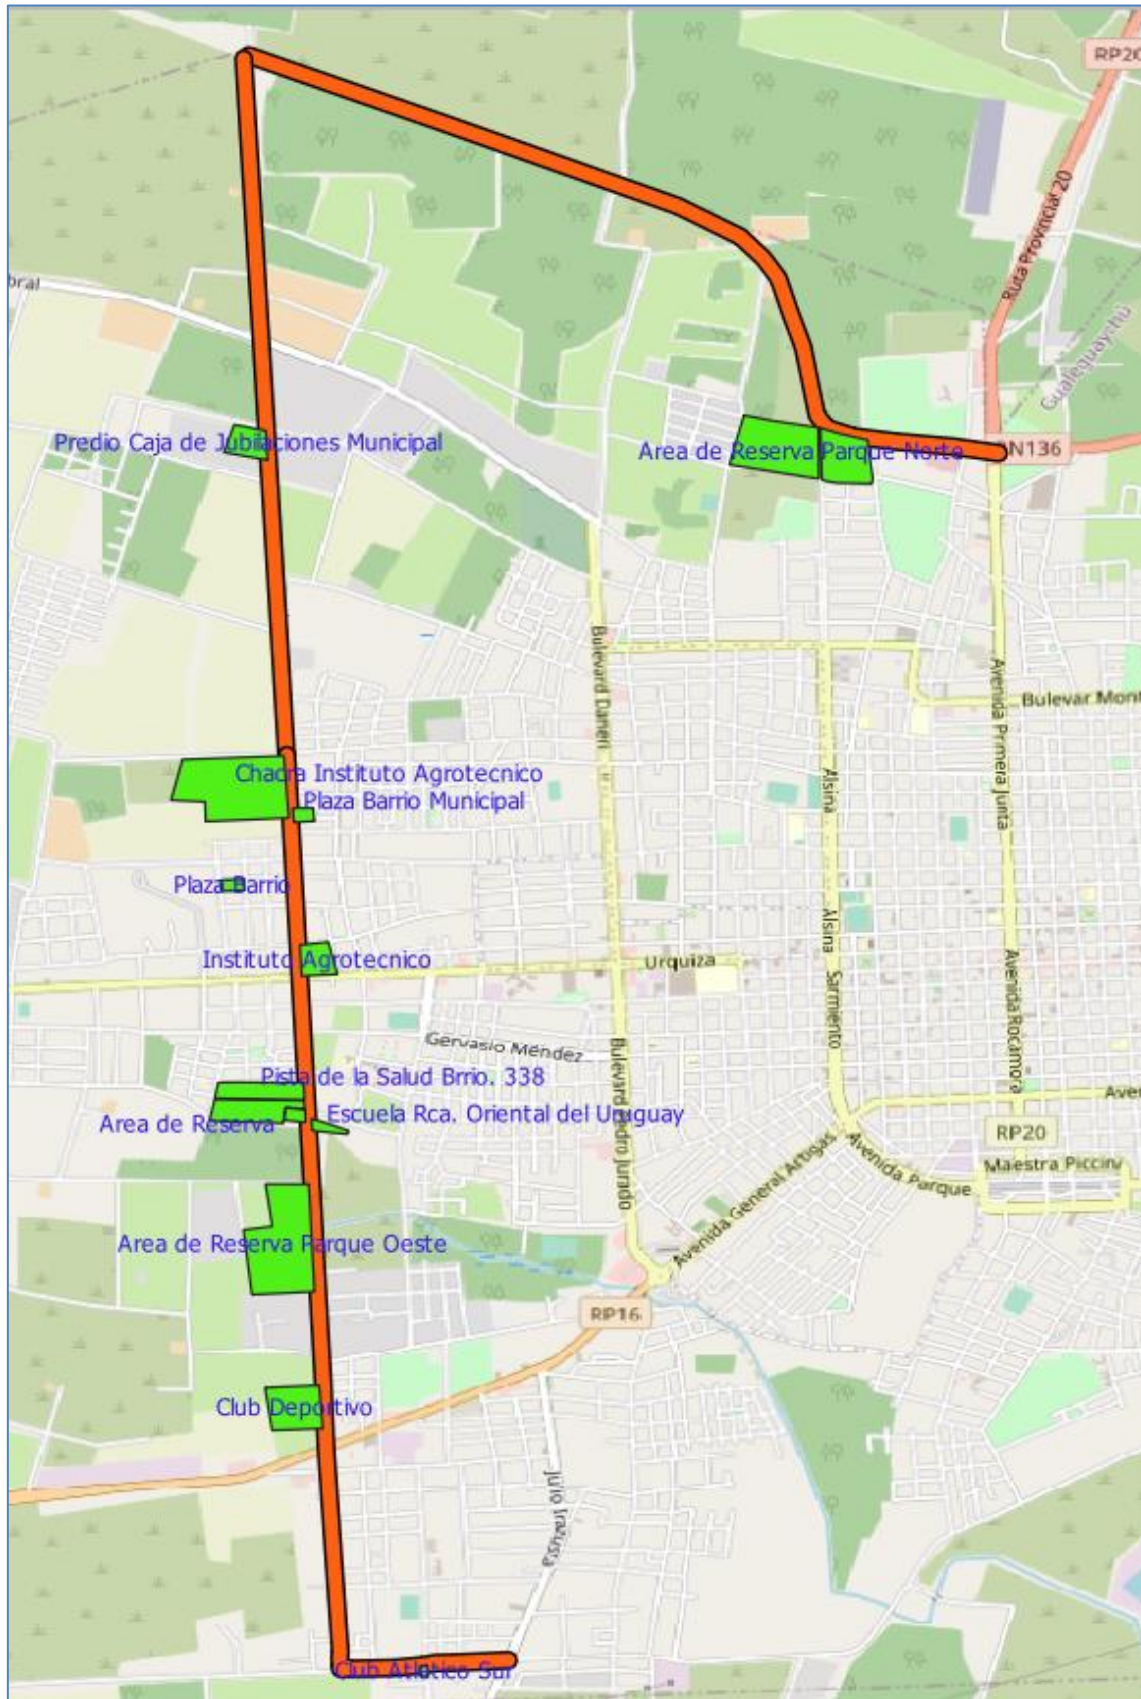 RP20
Ruta Provincial 20
Gualeguaychú
bral
Predio Caja de Jubilaciones Municipal
Area de Reserva Parque Norte
N136
Bulevard Daneri
Avenida Primera Junta
Bulevar Mont
Chacra Instituto Agrotecnico
Plaza Barrio Municipal
Alsina
Plaza Barrio
Alsina
Instituto Agrotecnico
Urquiza
Sarmiento
Avenida Rocamora
Gervasio Méndez
Pista de la Salud Brrio. 338
Area de Reserva
Escuela Rca. Oriental del Uruguay
Bulevard Pedro Jurado
Avenida General Artigas
Avenida Parque
Aven
RP20
Maestra Piccini
Area de Reserva Parque Oeste
RP16
Club Deportivo
Julio Irazusta
Club Atletico Sur